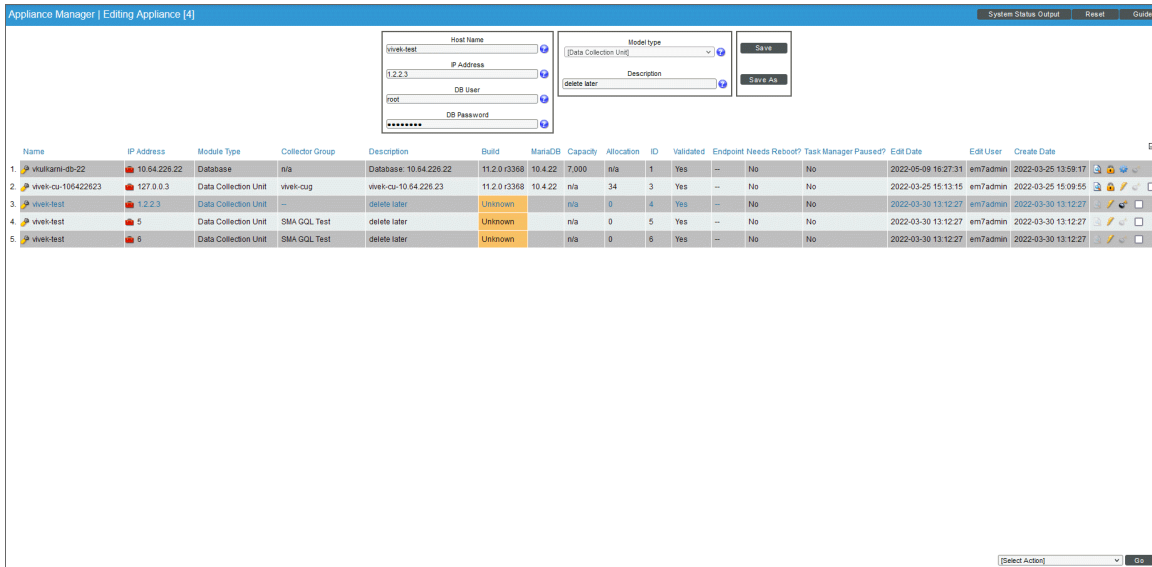 Appliance Manager | Editing Appliance [4] System Status Output Reset Guide
Host Name
vivek-test
IP Address
1.2.2.3
DB User
root
DB Password
••••••••
Model type
[Data Collection Unit]
Description
delete later
Save
Save As
Name IP Address Module Type Collector Group Description Build MariaDB Capacity Allocation ID Validated Endpoint Needs Reboot? Task Manager Paused? Edit Date Edit User Create Date
1. vkulkarni-db-22 10.64.226.22 Database n/a Database: 10.64.226.22 11.2.0 r3368 10.4.22 7,000 n/a 1 Yes -- No No 2022-05-09 16:27:31 em7admin 2022-03-25 13:59:17
2. vivek-cu-106422623 127.0.0.3 Data Collection Unit vivek-cug vivek-cu-10.64.226.23 11.2.0 r3368 10.4.22 n/a 34 3 Yes -- No No 2022-03-25 15:13:15 em7admin 2022-03-25 15:09:55
3. vivek-test 1.2.2.3 Data Collection Unit -- delete later Unknown n/a 0 4 Yes -- No No 2022-03-30 13:12:27 em7admin 2022-03-30 13:12:27
4. vivek-test 5 Data Collection Unit SMA GQL Test delete later Unknown n/a 0 5 Yes -- No No 2022-03-30 13:12:27 em7admin 2022-03-30 13:12:27
5. vivek-test 6 Data Collection Unit SMA GQL Test delete later Unknown n/a 0 6 Yes -- No No 2022-03-30 13:12:27 em7admin 2022-03-30 13:12:27
[Select Action] Go